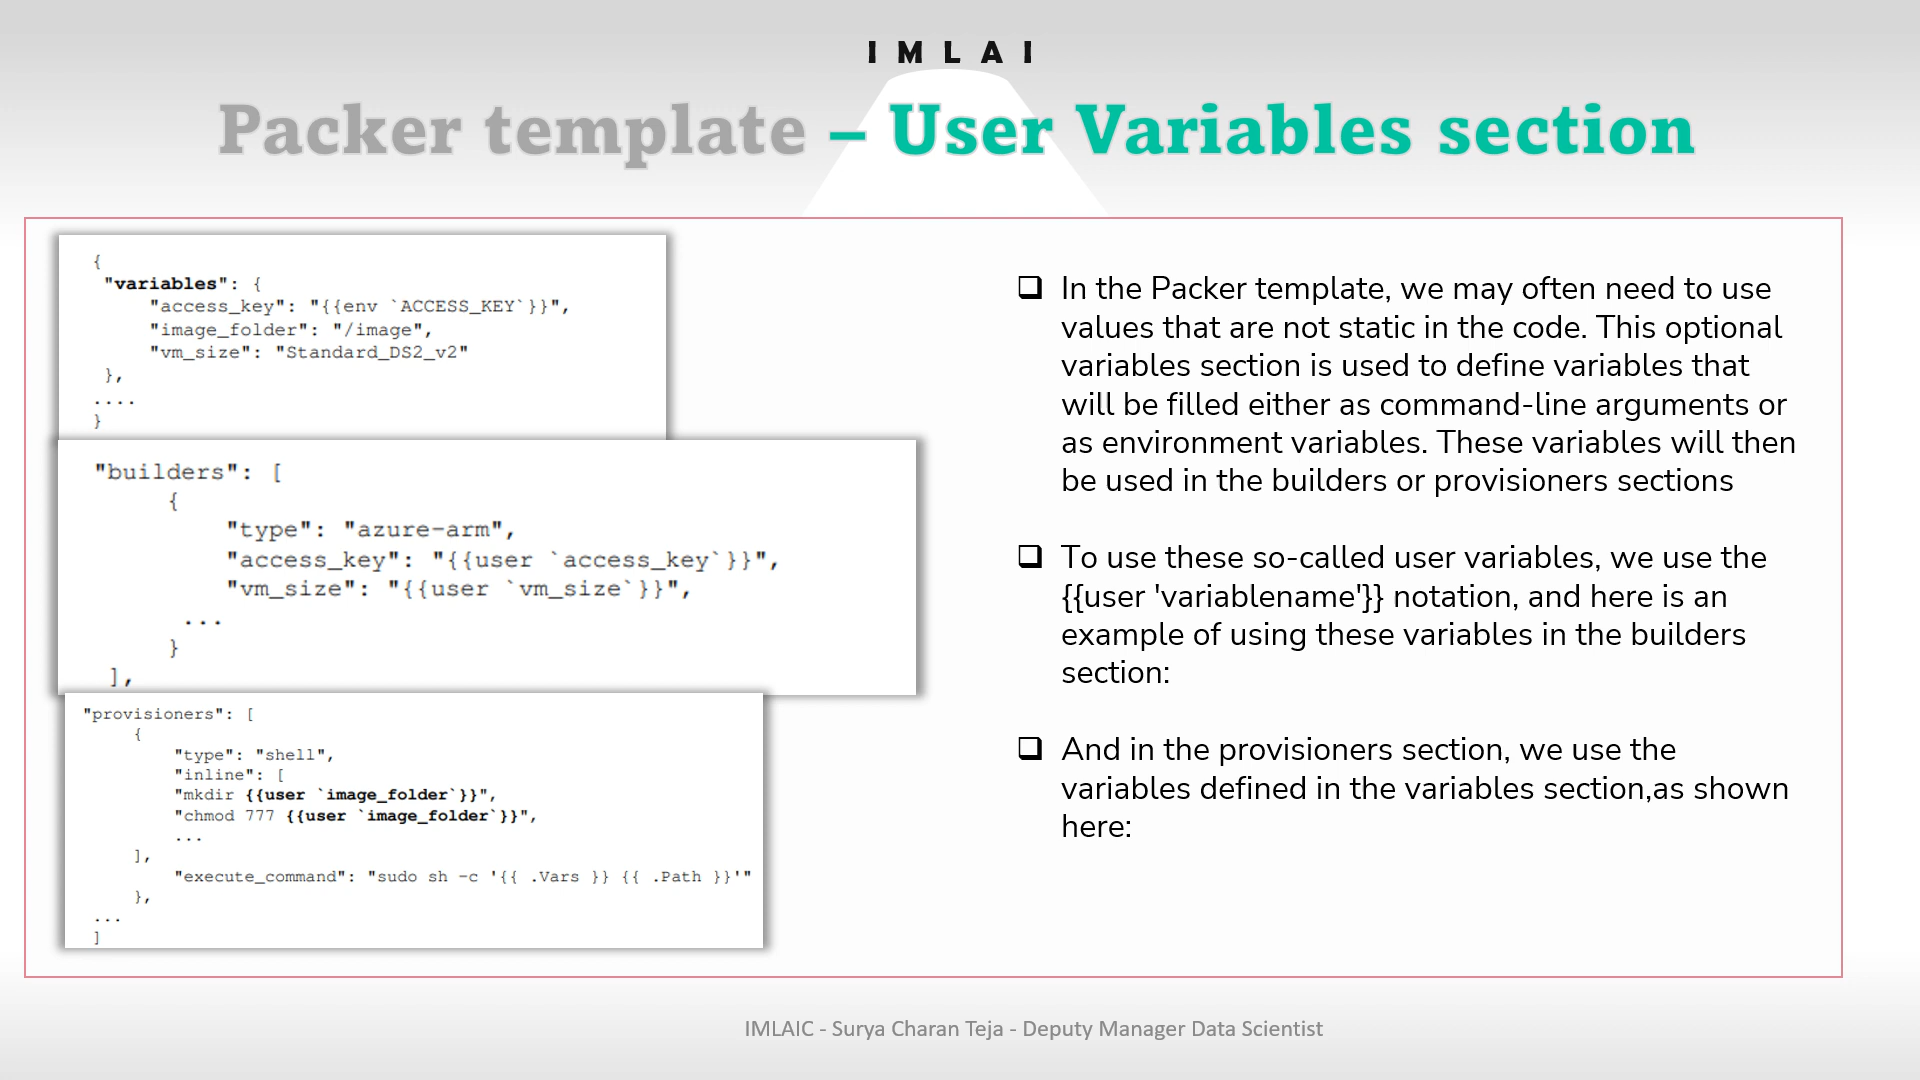 IMLAI
Packer template – User Variables section
{
"variables": {
"access_key": "{{env `ACCESS_KEY`}}",
"image_folder": "/image",
"vm_size": "Standard_DS2_v2"
},
....
}
"builders": [
{
"type": "azure-arm",
"access_key": "{{user `access_key`}}",
"vm_size": "{{user `vm_size`}}",
...
}
],
"provisioners": [
{
"type": "shell",
"inline": [
"mkdir {{user `image_folder`}}",
"chmod 777 {{user `image_folder`}}",
...
],
"execute_command": "sudo sh -c '{{ .Vars }} {{ .Path }}'"
},
...
]
In the Packer template, we may often need to use
values that are not static in the code. This optional
variables section is used to define variables that
will be filled either as command-line arguments or
as environment variables. These variables will then
be used in the builders or provisioners sections
To use these so-called user variables, we use the
{{user 'variablename'}} notation, and here is an
example of using these variables in the builders
section:
And in the provisioners section, we use the
variables defined in the variables section,as shown
here:
IMLAIC - Surya Charan Teja - Deputy Manager Data Scientist